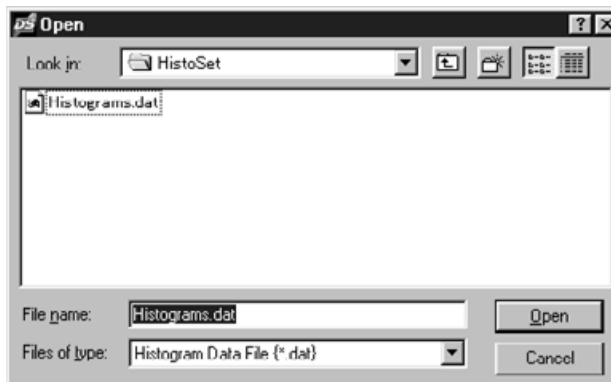 DS Open
Look in: HistoSet
Histograms.dat
File name: Histograms.dat Open
Files of type: Histogram Data File {*.dat} Cancel